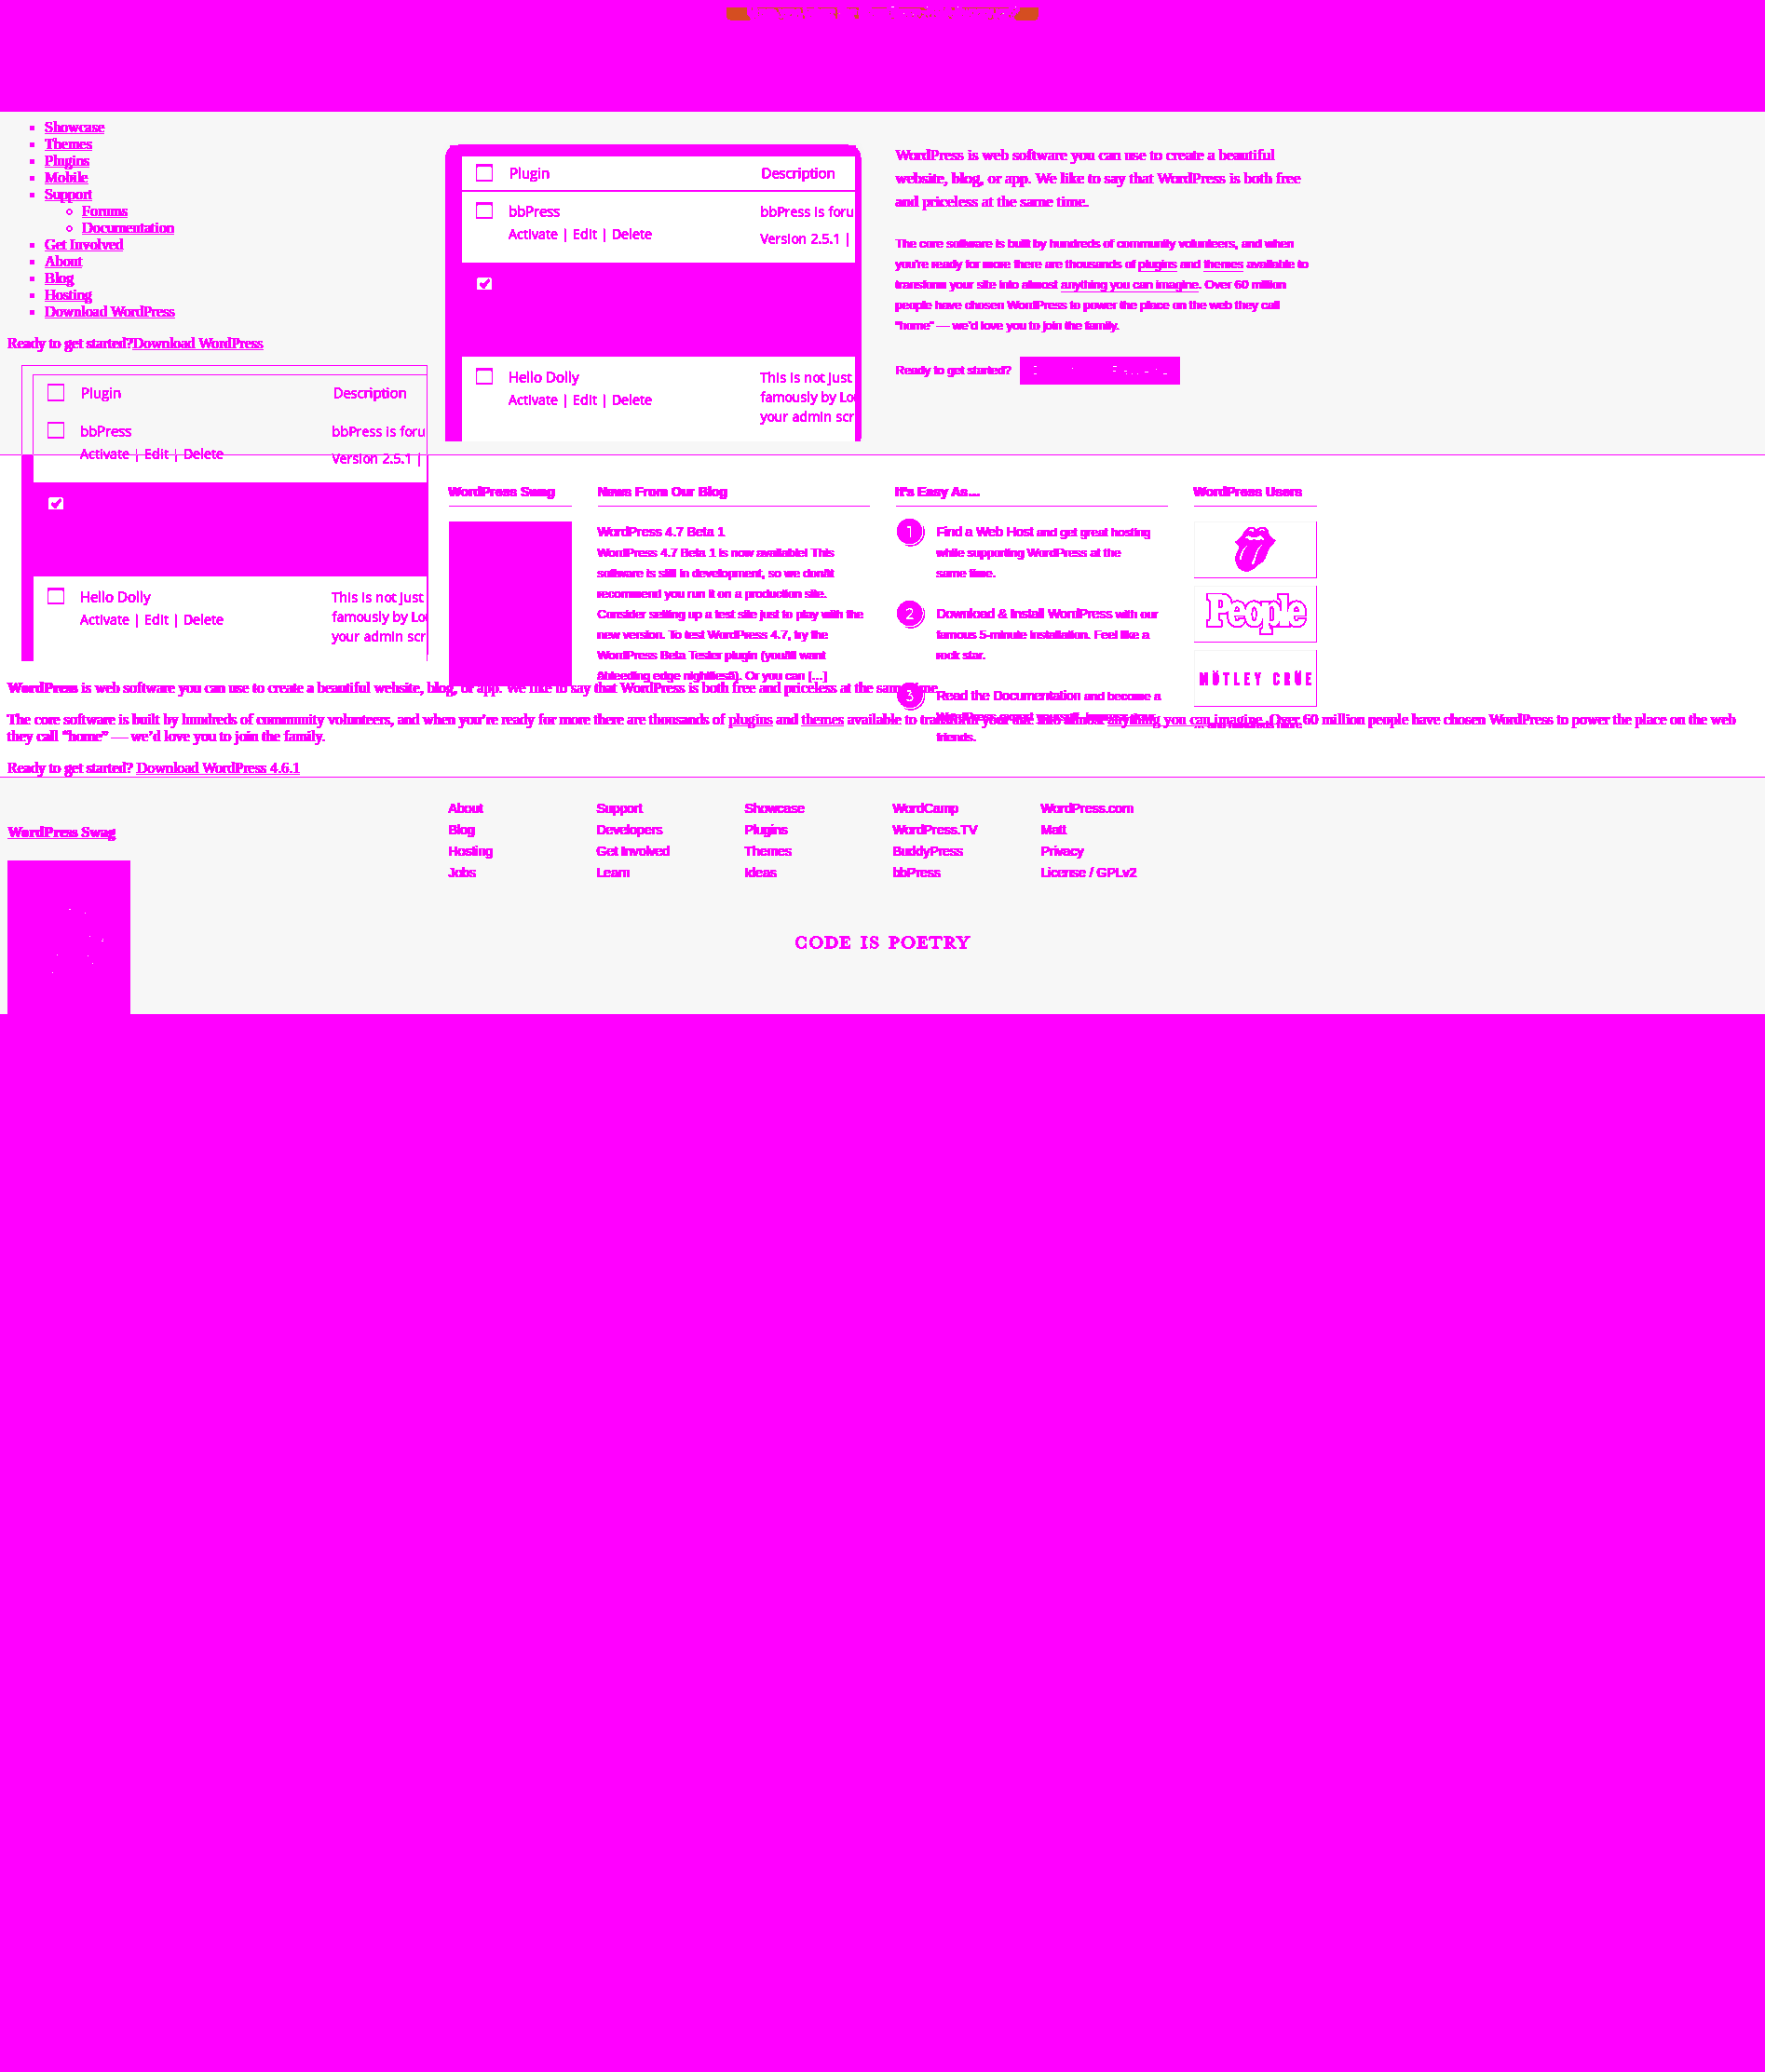 Showcase
Themes
Plugins
Mobile
Support
Forums
Documentation
Get Involved
About
Blog
Hosting
Download WordPress
Ready to get started?Download WordPress
Plugin Description
bbPress bbPress is foru
Activate | Edit | Delete Version 2.5.1 |
Hello Dolly This is not just
Activate | Edit | Delete famously by Lo
your admin scr
WordPress is web software you can use to create a beautiful
website, blog, or app. We like to say that WordPress is both free
and priceless at the same time.
The core software is built by hundreds of community volunteers, and when
you're ready for more there are thousands of plugins and themes available to
transform your site into almost anything you can imagine. Over 60 million
people have chosen WordPress to power the place on the web they call
"home" — we'd love you to join the family.
Ready to get started?
Plugin Description
bbPress bbPress is foru
Activate | Edit | Delete Version 2.5.1 |
Hello Dolly This is not just
Activate | Edit | Delete famously by Lo
your admin scr
WordPress Swag
News From Our Blog
WordPress 4.7 Beta 1
WordPress 4.7 Beta 1 is now available! This
software is still in development, so we
recommend you run it on a production site.
Consider setting up a test site just to play with the
new version. To test WordPress 4.7, try the
WordPress Beta Tester plugin want
edge Or you can [...]
It's Easy As...
1 Find a Web Host and get great hosting
while supporting WordPress at the
same time.
2 Download & Install WordPress with our
famous 5-minute installation. Feel like a
rock star.
3 Read the Documentation and become a
friends.
WordPress Users
People
MÖTLEY CRÜE
WordPress is web software you can use to create a beautiful website, blog, or app. We like to say that WordPress is both free and priceless at the same time.
The core software is built by hundreds of community volunteers, and when you're ready for more there are thousands of plugins and themes available to anything you can imagine. Over 60 million people have chosen WordPress to power the place on the web
they call "home" — we'd love you to join the family.
Ready to get started? Download WordPress 4.6.1
WordPress Swag
About Support Showcase WordCamp WordPress.com
Blog Developers Plugins WordPress.TV Matt
Hosting Get Involved Themes BuddyPress Privacy
Jobs Learn Ideas bbPress License / GPLv2
CODE IS POETRY